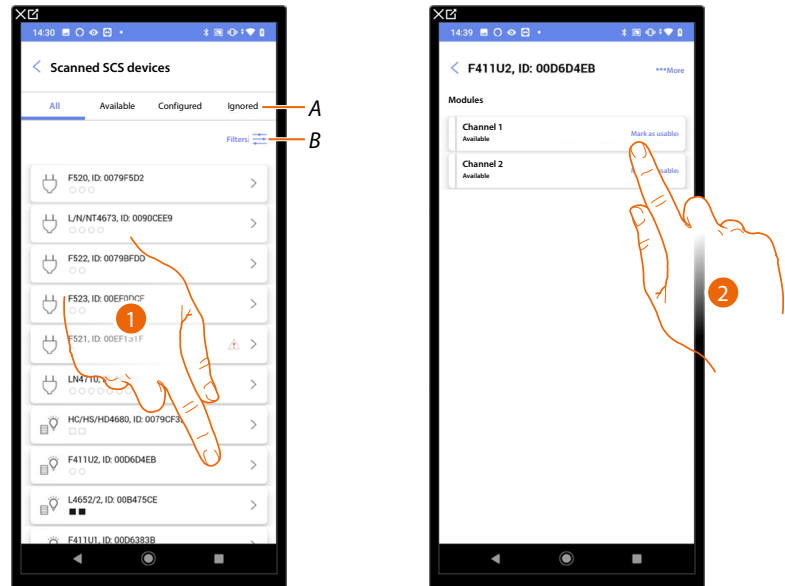 14:30
Scanned SCS devices
All Available Configured Ignored
A
Filters
B
F520, ID: 0079F5D2
L/N/NT4673, ID: 0090CEE9
F522, ID: 0079BFDD
F523, ID: 00EF0DCF
F521, ID: 00EF131F
1
LN4710,
HC/HS/HD4680, ID: 0079CF3
F411U2, ID: 00D6D4EB
L4652/2, ID: 00B475CE
F411U1, ID: 00D6383B
14:39
F411U2, ID: 00D6D4EB
•••More
Modules
Channel 1
Available
Mark as usable
Channel 2
Available
usable
2